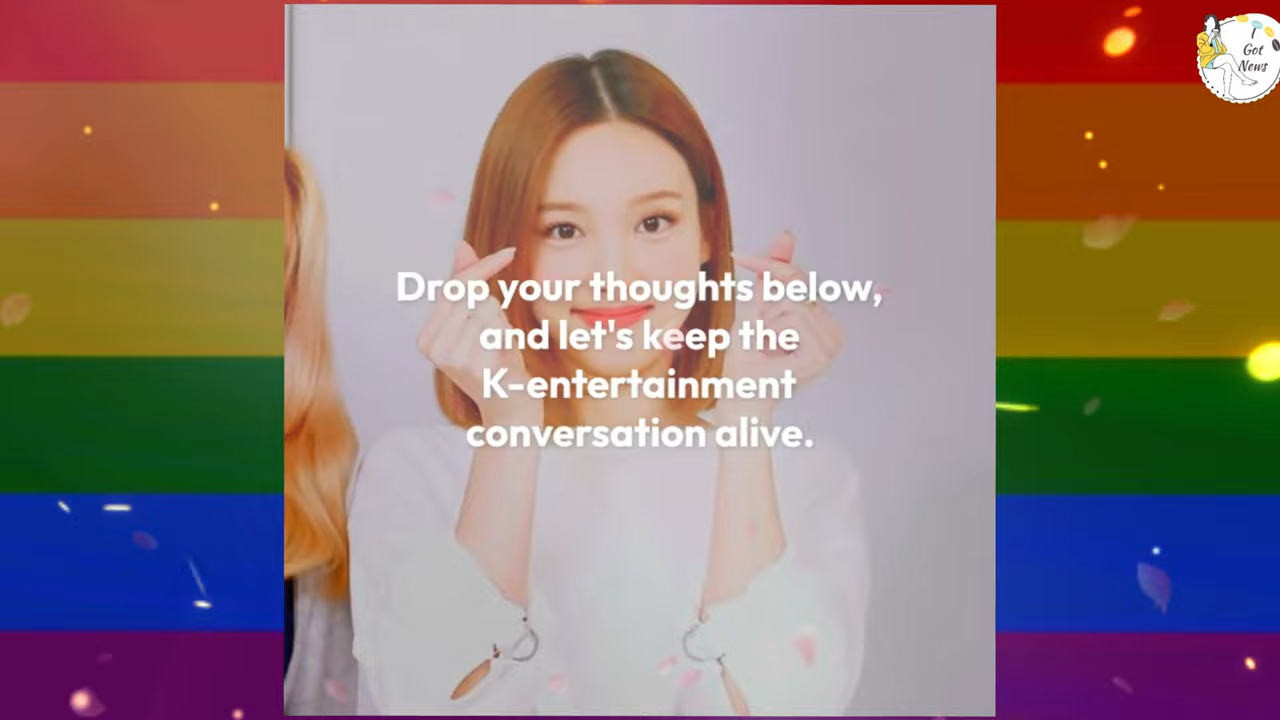 I
Got
News
Drop your thoughts below,
and let's keep the
K-entertainment
conversation alive.